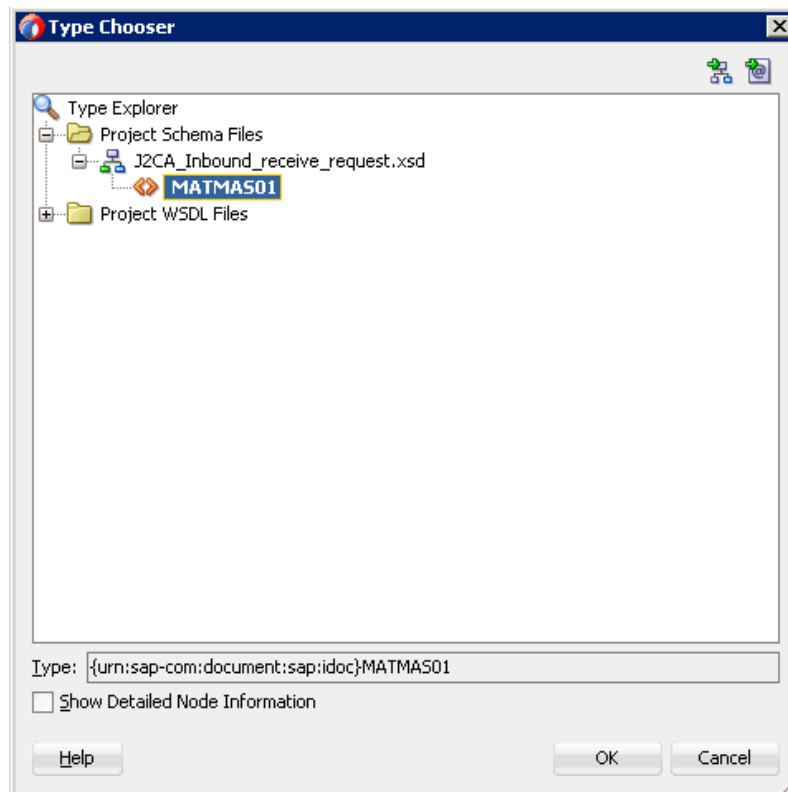 Type Chooser
Type Explorer
Project Schema Files
J2CA_Inbound_receive_request.xsd
MATMAS01
Project WSDL Files
Type: {urn:sap-com:document:sap:idoc}MATMAS01
Show Detailed Node Information
Help OK Cancel